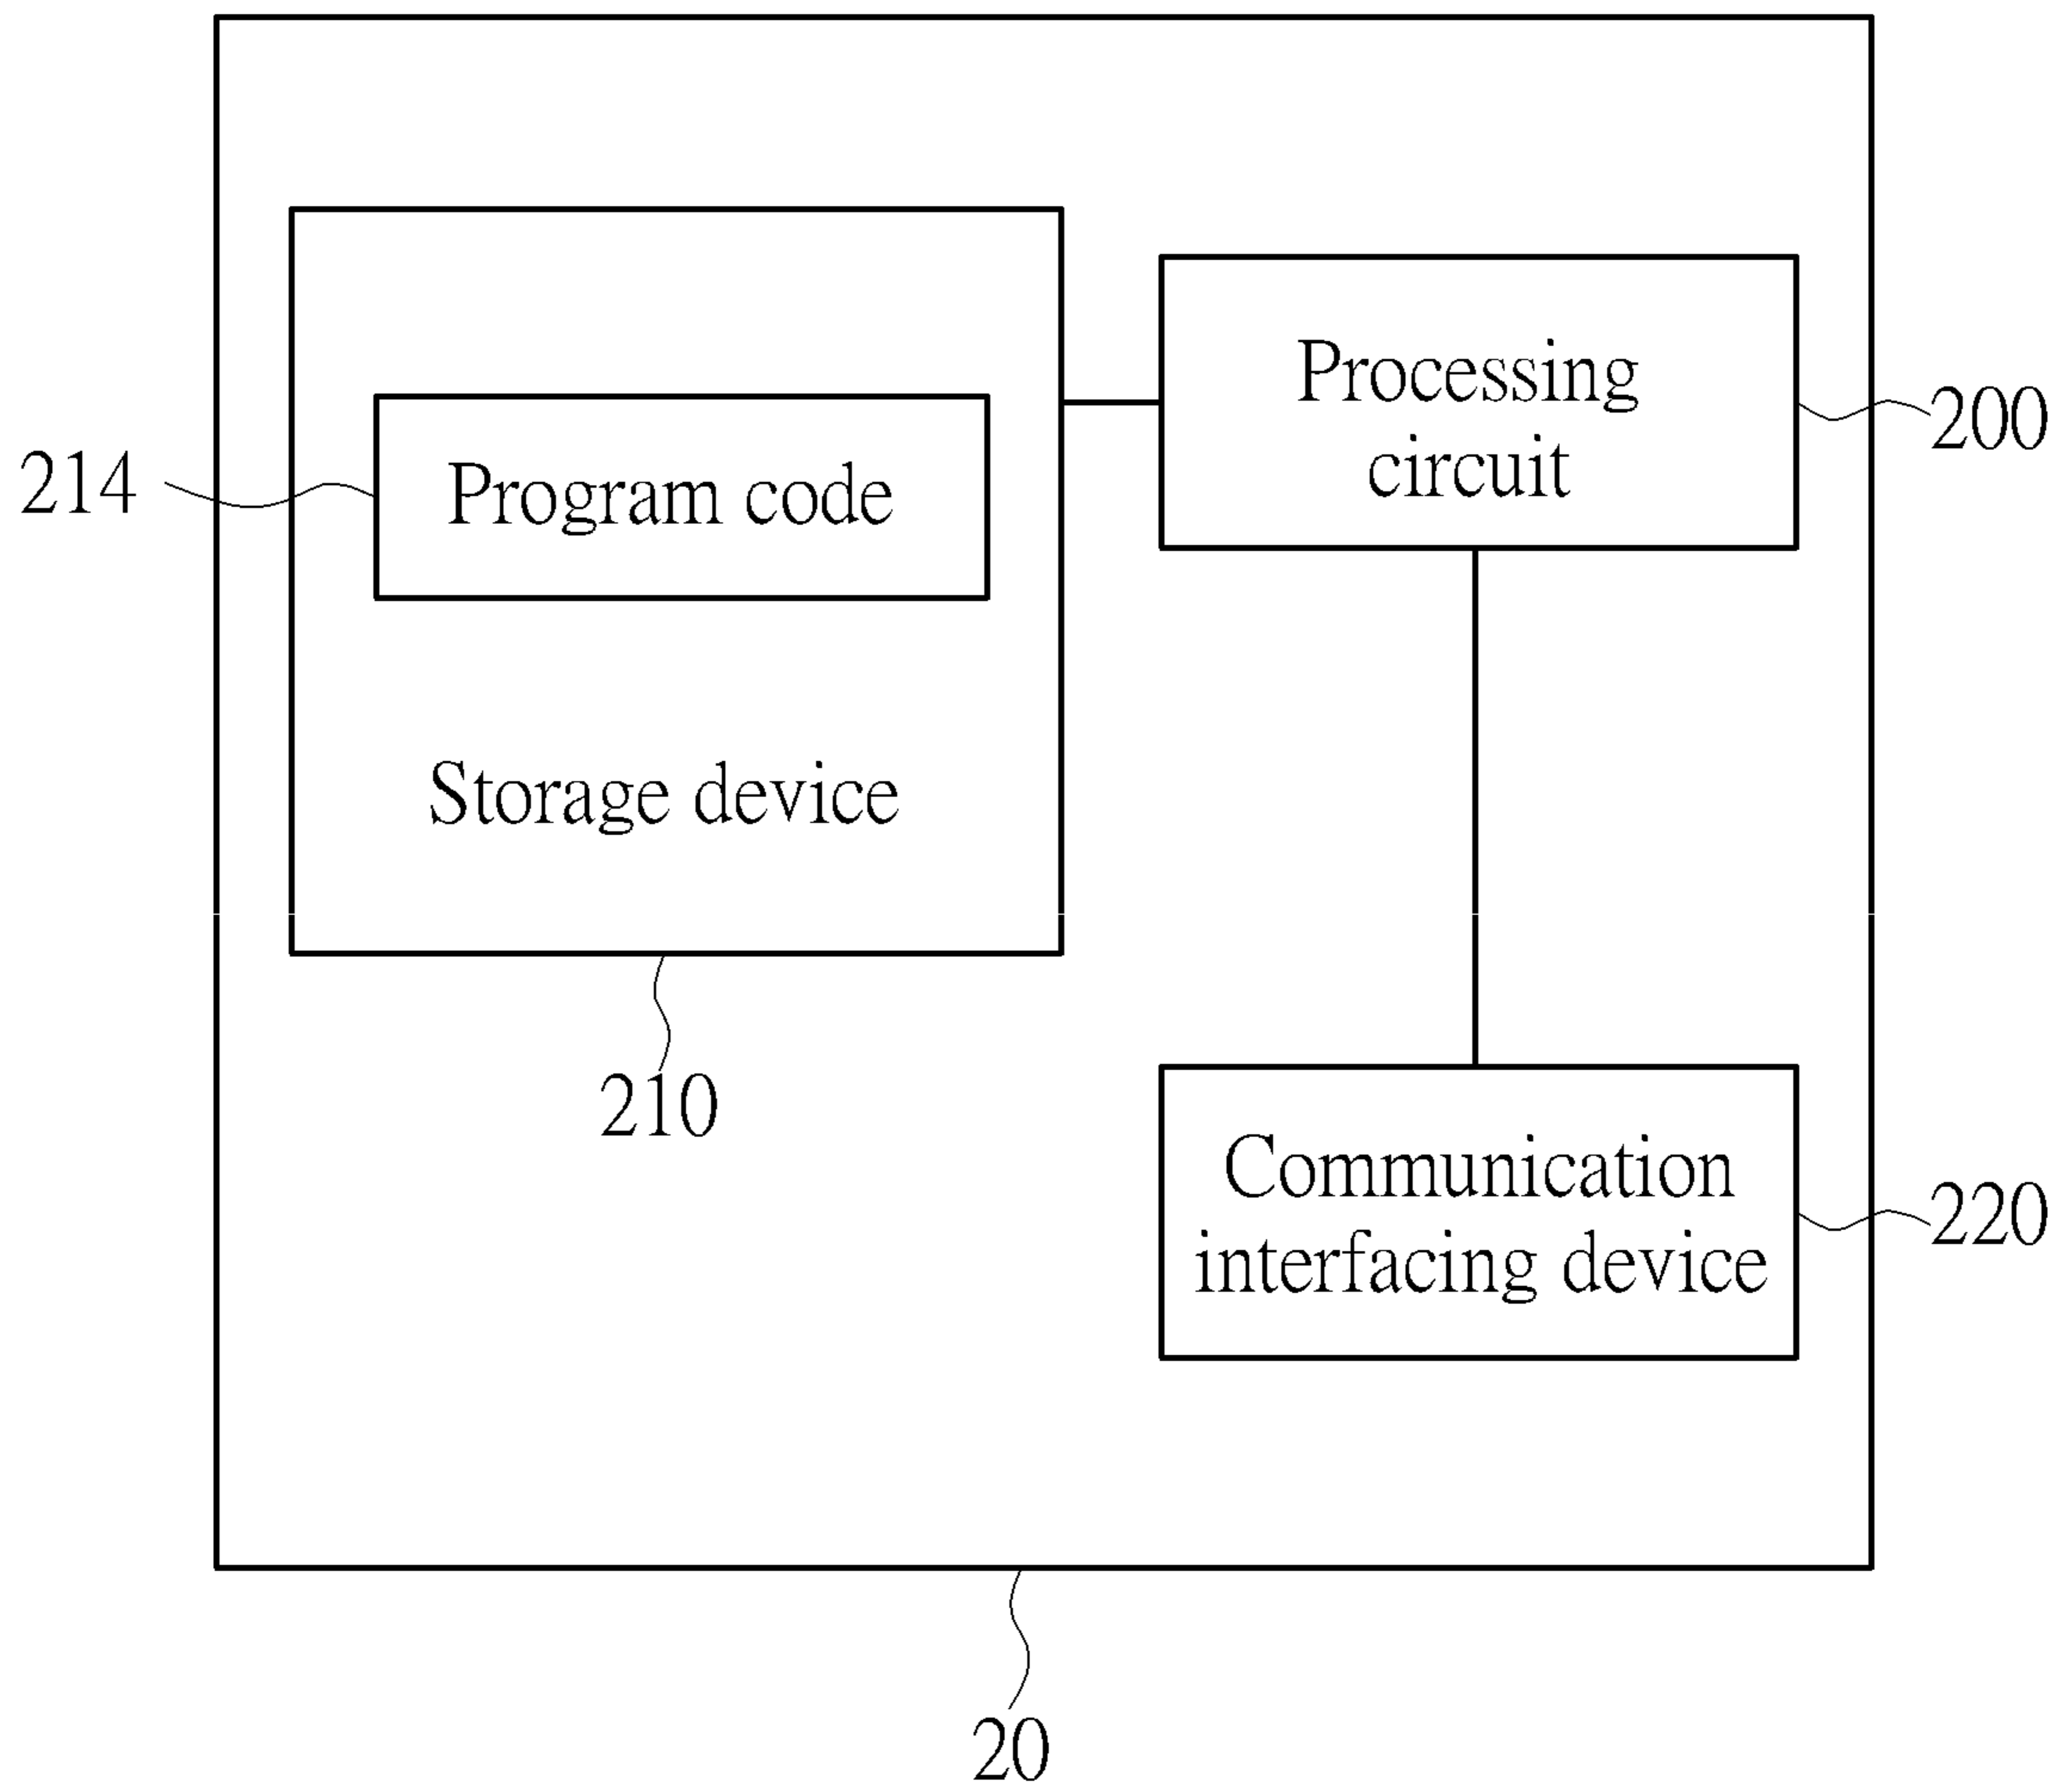 Processing
circuit
200
214
Program code
Storage device
210
Communication
interfacing device
220
20